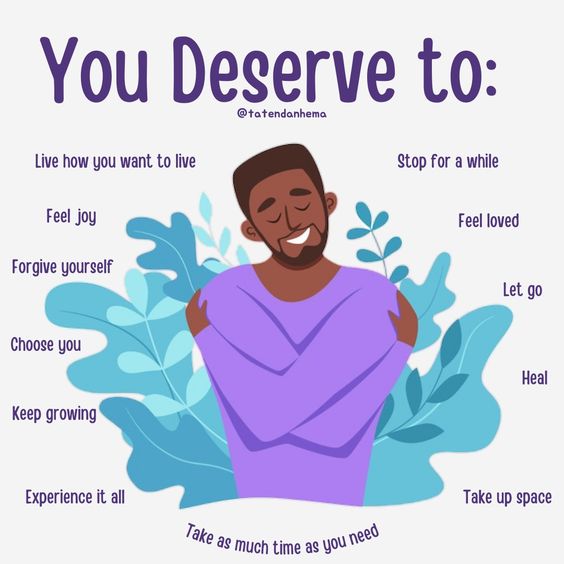 You Deserve to:
@tatendanhema
Live how you want to live
Stop for a while
Feel joy
Feel loved
Forgive yourself
Let go
Choose you
Heal
Keep growing
Experience it all
Take up space
Take as much time as you need